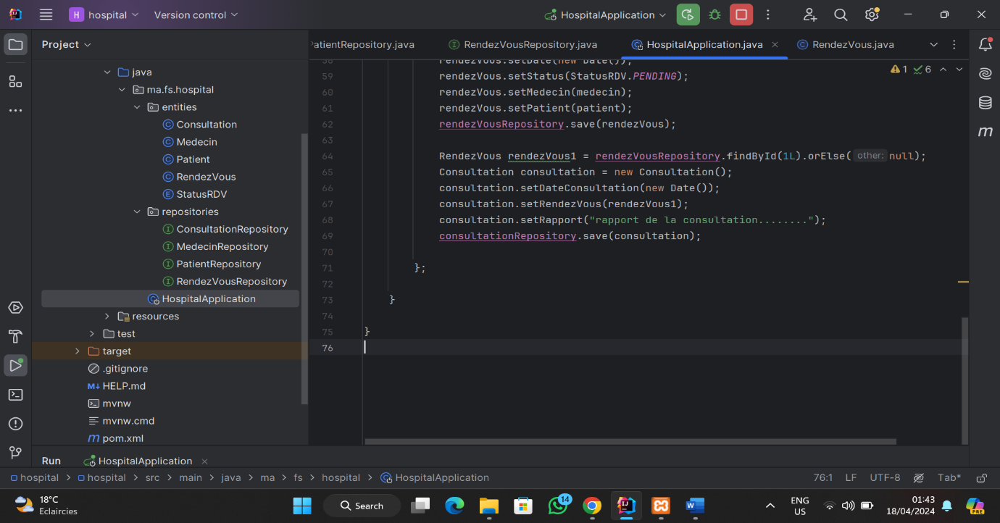 H hospital Version control HospitalApplication
Project
atientRepository.java RendezVousRepository.java HospitalApplication.java RendezVous.java
java
ma.fs.hospital
entities
Consultation
Medecin
Patient
RendezVous
StatusRDV
repositories
ConsultationRepository
MedecinRepository
PatientRepository
RendezVousRepository
HospitalApplication
resources
test
target
.gitignore
HELP.md
mvnw
mvnw.cmd
pom.xml
1 6
58 rendezVous.setDate(new Date());
59 rendezVous.setStatus(StatusRDV.PENDING);
60 rendezVous.setMedecin(medecin);
61 rendezVous.setPatient(patient);
62 rendezVousRepository.save(rendezVous);
63
64 RendezVous rendezVous1 = rendezVousRepository.findById(1L).orElse( other: null);
65 Consultation consultation = new Consultation();
66 consultation.setDateConsultation(new Date());
67 consultation.setRendezVous(rendezVous1);
68 consultation.setRapport("rapport de la consultation........");
69 consultationRepository.save(consultation);
70
71 };
72
73 }
74
75 }
76
Run HospitalApplication
hospital > hospital > src > main > java > ma > fs > hospital > HospitalApplication 76:1 LF UTF-8 Tab*
18°C
Eclaircies
Search
14
ENG
US
01:43
18/04/2024
PRE